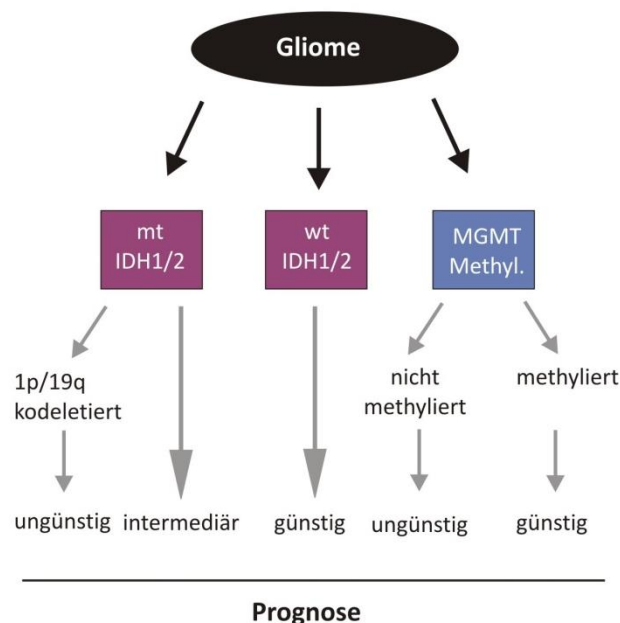 Gliome
mt
IDH1/2
wt
IDH1/2
MGMT
Methyl.
1p/19q
kodeletiert
nicht
methyliert
methyliert
ungünstig
intermediär
günstig
ungünstig
günstig
Prognose